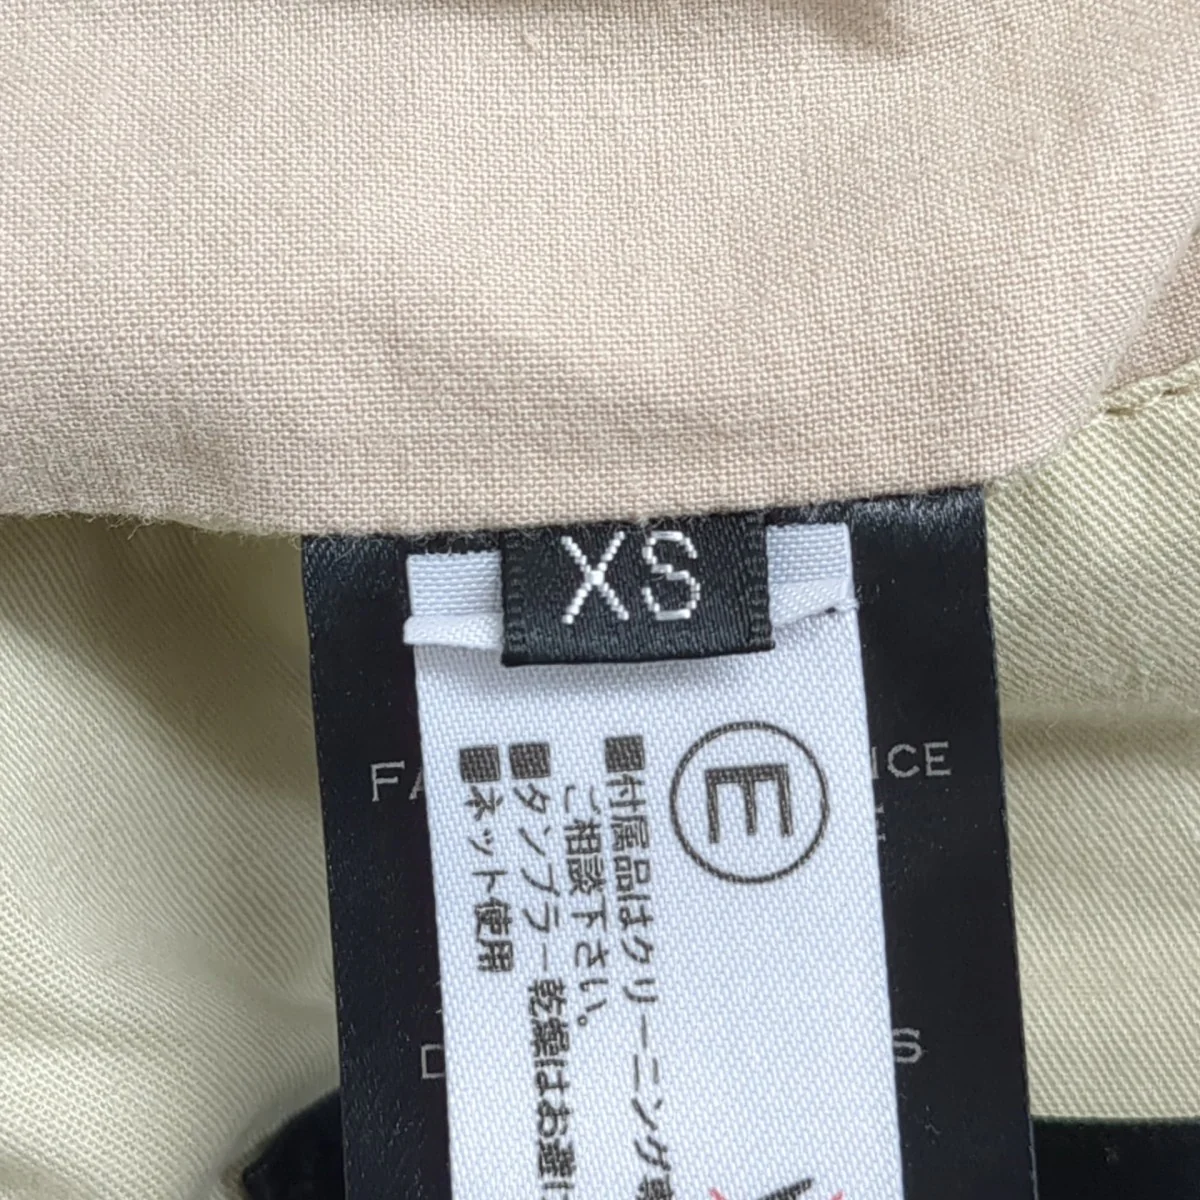 XS
E
■付属品はクリーニング
ご相談下さい。
■タンブラー乾燥はお避け
■ネット使用